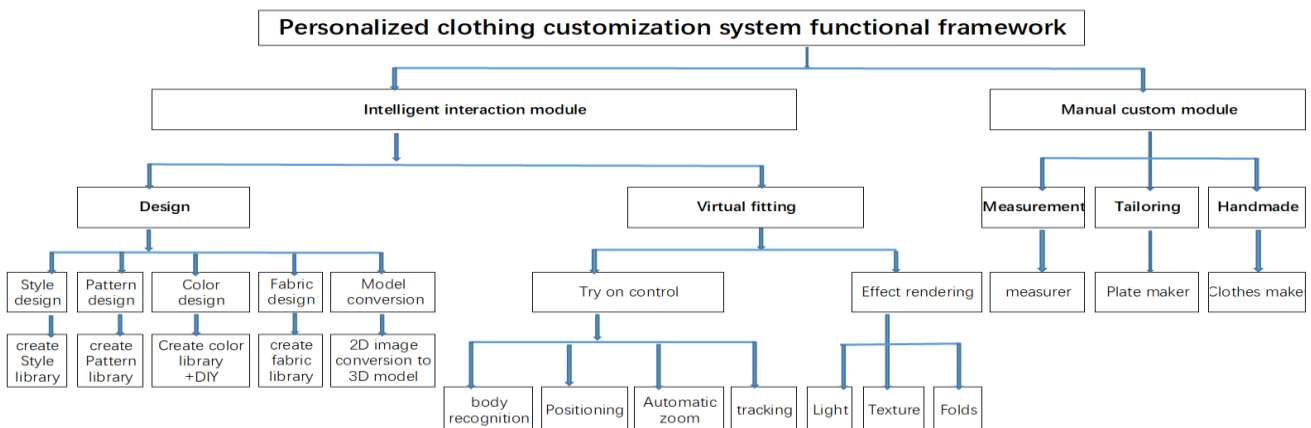 Personalized clothing customization system functional framework
Intelligent interaction module
Manual custom module
Design
Virtual fitting
Measurement
Tailoring
Handmade
Style
design
Pattern
design
Color
design
Fabric
design
Model
conversion
Try on control
Effect rendering
measurer
Plate maker
Clothes maker
create
Style
library
create
Pattern
library
Create color
library
+DIY
create
fabric
library
2D image
conversion to
3D model
body
recognition
Positioning
Automatic
zoom
tracking
Light
Texture
Folds